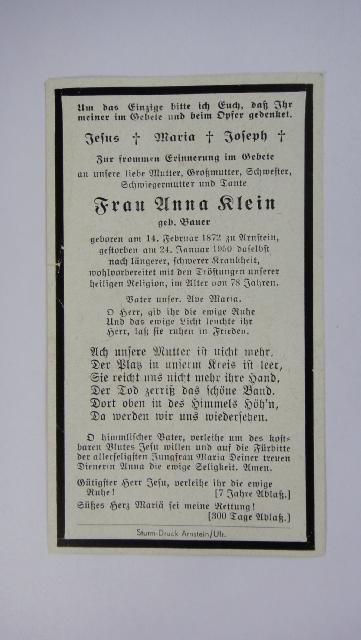 Um das Einzige bitte ich Euch, daß Ihr
meiner im Gebete und beim Opfer gedenket.
Jesus † Maria † Joseph †
Zur frommen Erinnerung im Gebete
an unsere liebe Mutter, Großmutter, Schwester,
Schwiegermutter und Tante
Frau Anna Klein
geb. Bauer
geboren am 14. Februar 1872 zu Arnstein,
gestorben am 24. Januar 1950 daselbst
nach längerer, schwerer Krankheit,
wohlvorbereitet mit den Tröstungen unserer
heiligen Religion, im Alter von 78 Jahren.
Vater unser. Ave Maria.
O Herr, gib ihr die ewige Ruhe
Und das ewige Licht leuchte ihr
Herr, laß sie ruhen in Frieden.
Ach unsere Mutter ist nicht mehr.
Der Platz in unserm Kreis ist leer,
Sie reicht uns nicht mehr ihre Hand,
Der Tod zerriß das schöne Band.
Dort oben in des Himmels Höh'n,
Da werden wir uns wiedersehen.
O himmlischer Vater, verleihe um des kost-
baren Blutes Jesu willen und auf die Fürbitte
der allerseligsten Jungfrau Maria Deiner treuen
Dienerin Anna die ewige Seligkeit. Amen.
Gütigster Herr Jesu, verleihe ihr die ewige
Ruhe! [7 Jahre Ablaß.]
Süßes Herz Mariä sei meine Rettung!
[300 Tage Ablaß.]
Sturm-Druck Arnstein/Ufr.